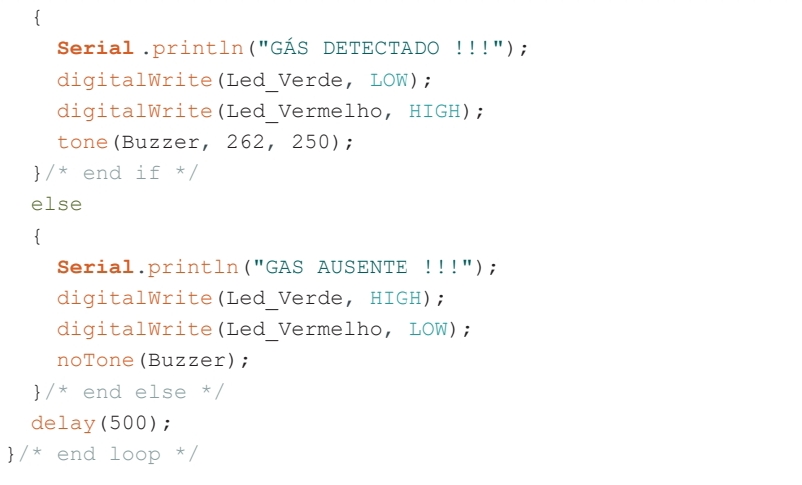 {
Serial.println("GÁS DETECTADO !!!");
digitalWrite(Led_Verde, LOW);
digitalWrite(Led_Vermelho, HIGH);
tone(Buzzer, 262, 250);
}/* end if */
else
{
Serial.println("GAS AUSENTE !!!");
digitalWrite(Led_Verde, HIGH);
digitalWrite(Led_Vermelho, LOW);
noTone(Buzzer);
}/* end else */
delay(500);
}/* end loop */